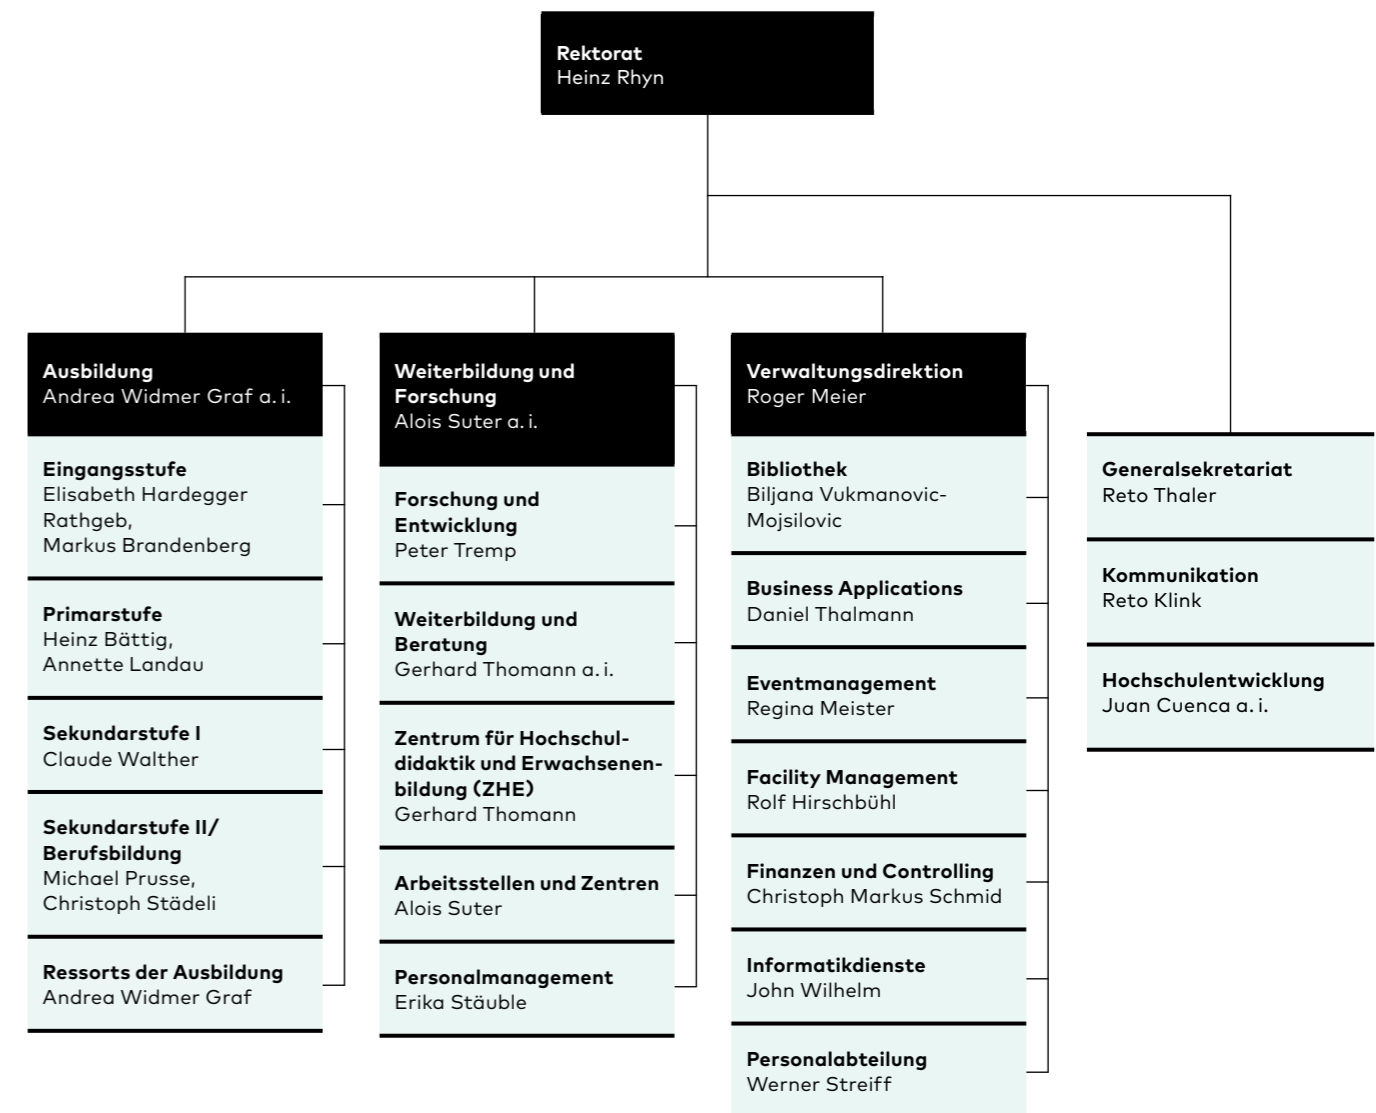 Rektorat
Heinz Rhyn
Ausbildung
Andrea Widmer Graf a. i.
Eingangsstufe
Elisabeth Hardegger
Rathgeb,
Markus Brandenberg
Primarstufe
Heinz Bättig,
Annette Landau
Sekundarstufe I
Claude Walther
Sekundarstufe II/
Berufsbildung
Michael Prusse,
Christoph Städeli
Ressorts der Ausbildung
Andrea Widmer Graf
Weiterbildung und
Forschung
Alois Suter a. i.
Forschung und
Entwicklung
Peter Tremp
Weiterbildung und
Beratung
Gerhard Thomann a. i.
Zentrum für Hochschul-
didaktik und Erwachsenen-
bildung (ZHE)
Gerhard Thomann
Arbeitsstellen und Zentren
Alois Suter
Personalmanagement
Erika Stäuble
Verwaltungsdirektion
Roger Meier
Bibliothek
Biljana Vukmanovic-
Mojsilovic
Business Applications
Daniel Thalmann
Eventmanagement
Regina Meister
Facility Management
Rolf Hirschbühl
Finanzen und Controlling
Christoph Markus Schmid
Informatikdienste
John Wilhelm
Personalabteilung
Werner Streiff
Generalsekretariat
Reto Thaler
Kommunikation
Reto Klink
Hochschulentwicklung
Juan Cuenca a. i.